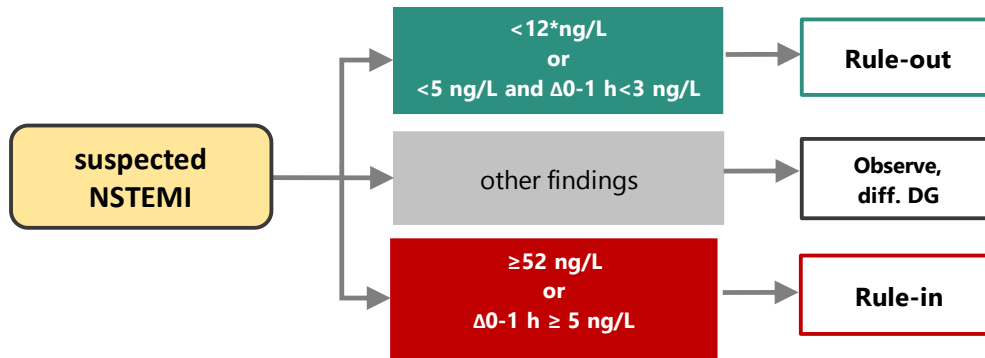 suspected
NSTEMI
<12*ng/L
or
<5 ng/L and Δ0-1 h<3 ng/L
Rule-out
other findings
Observe,
diff. DG
≥52 ng/L
or
Δ0-1 h ≥ 5 ng/L
Rule-in